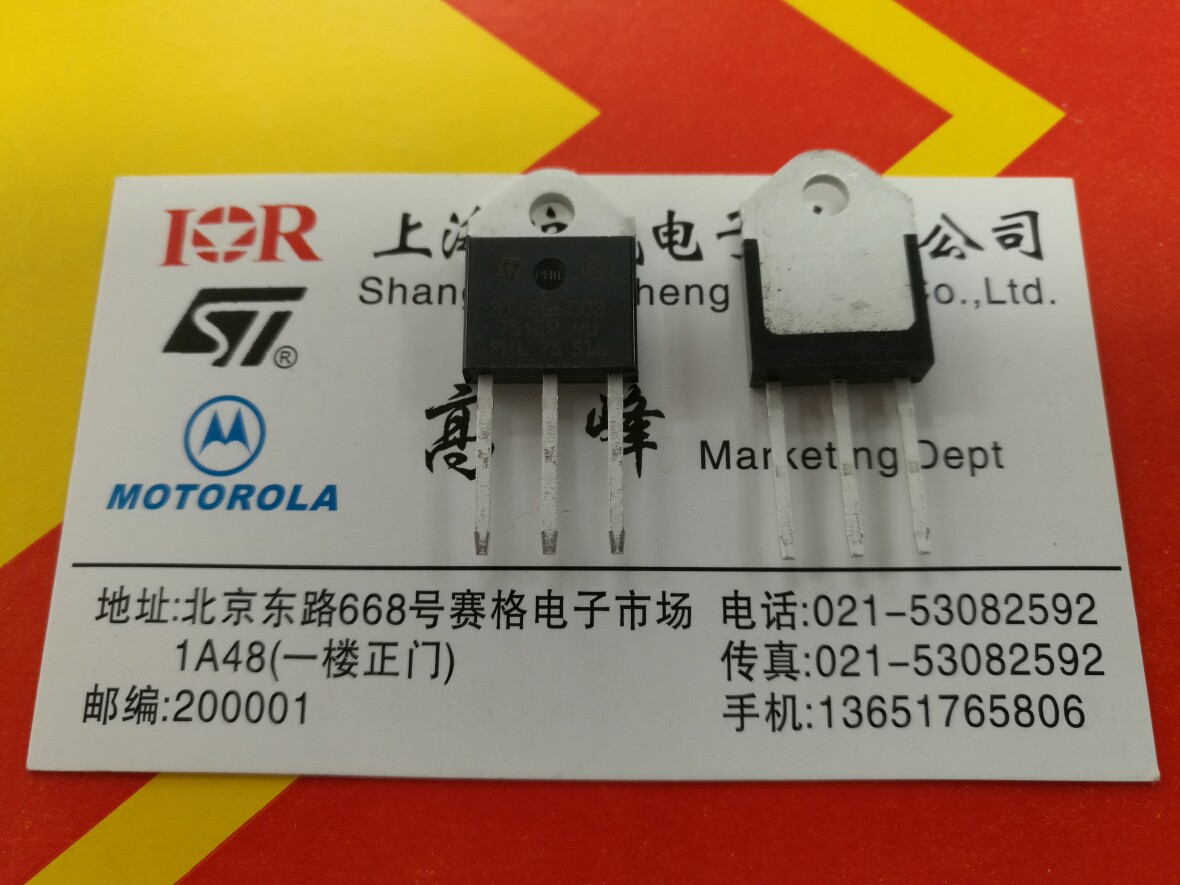 IOR
上海 电子 公司
Shang heng Co.,Ltd.
ST®
MOTOROLA
高 峰
Marketing Dept
地址:北京东路668号赛格电子市场
1A48(一楼正门)
邮编:200001
电话:021-53082592
传真:021-53082592
手机:13651765806